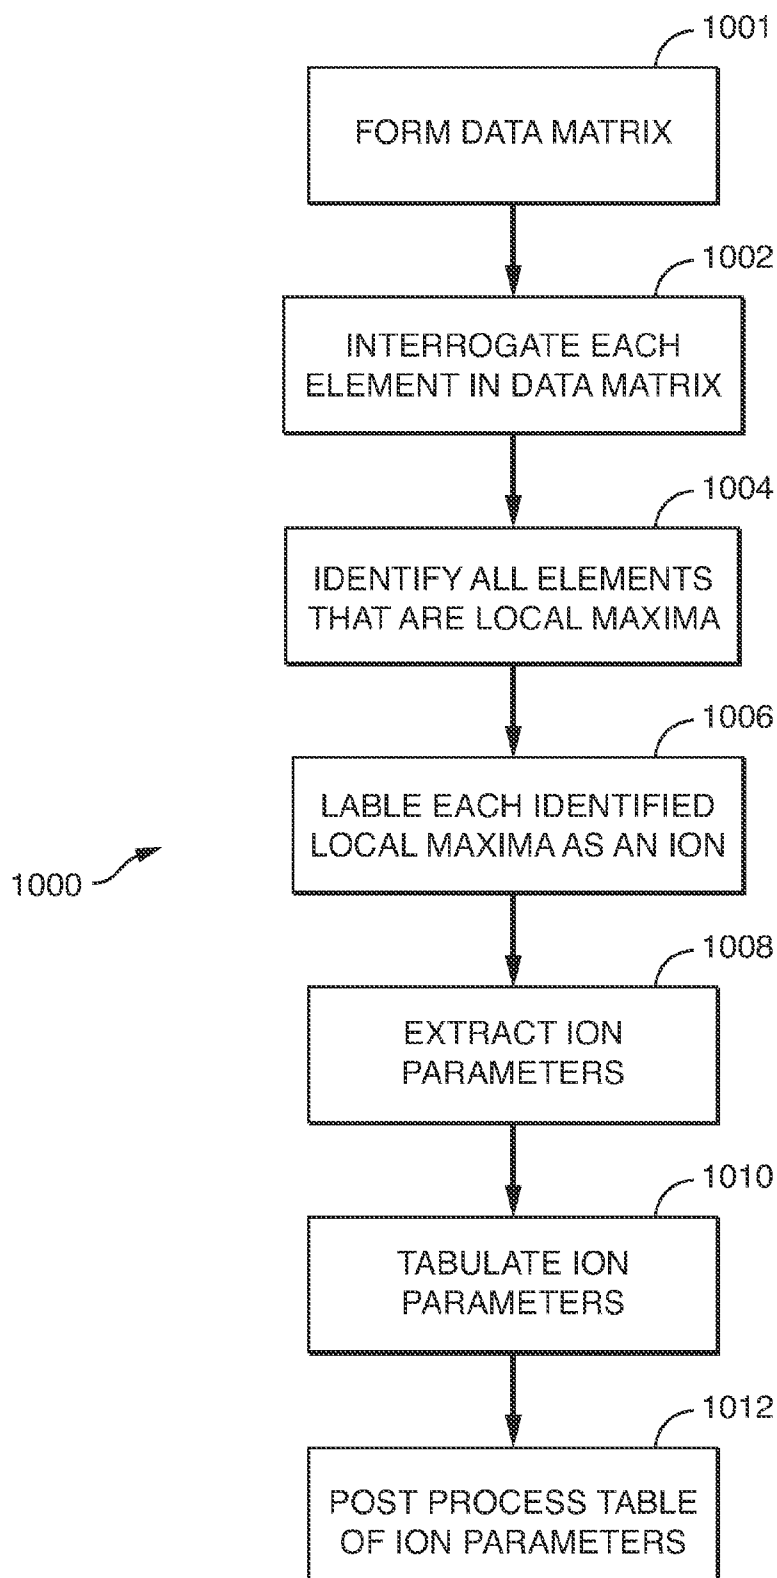 1001
FORM DATA MATRIX
1002
INTERROGATE EACH
ELEMENT IN DATA MATRIX
1004
IDENTIFY ALL ELEMENTS
THAT ARE LOCAL MAXIMA
1006
LABLE EACH IDENTIFIED
LOCAL MAXIMA AS AN ION
1000
1008
EXTRACT ION
PARAMETERS
1010
TABULATE ION
PARAMETERS
1012
POST PROCESS TABLE
OF ION PARAMETERS